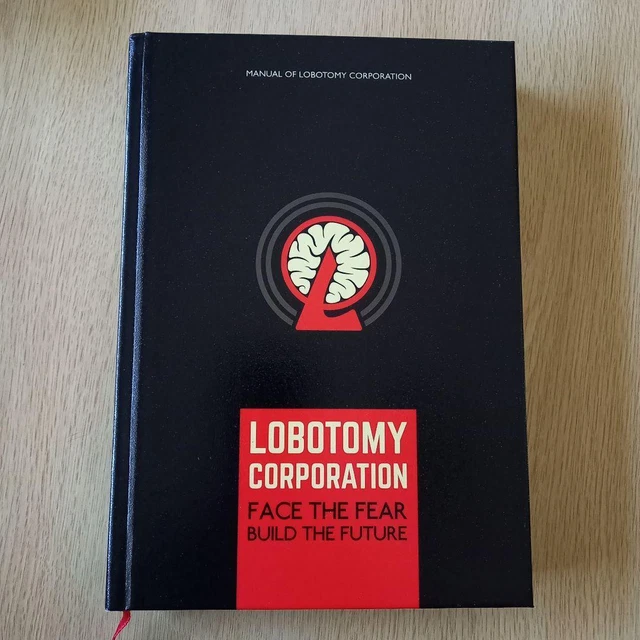 MANUAL OF LOBOTOMY CORPORATION
LOBOTOMY
CORPORATION
FACE THE FEAR
BUILD THE FUTURE